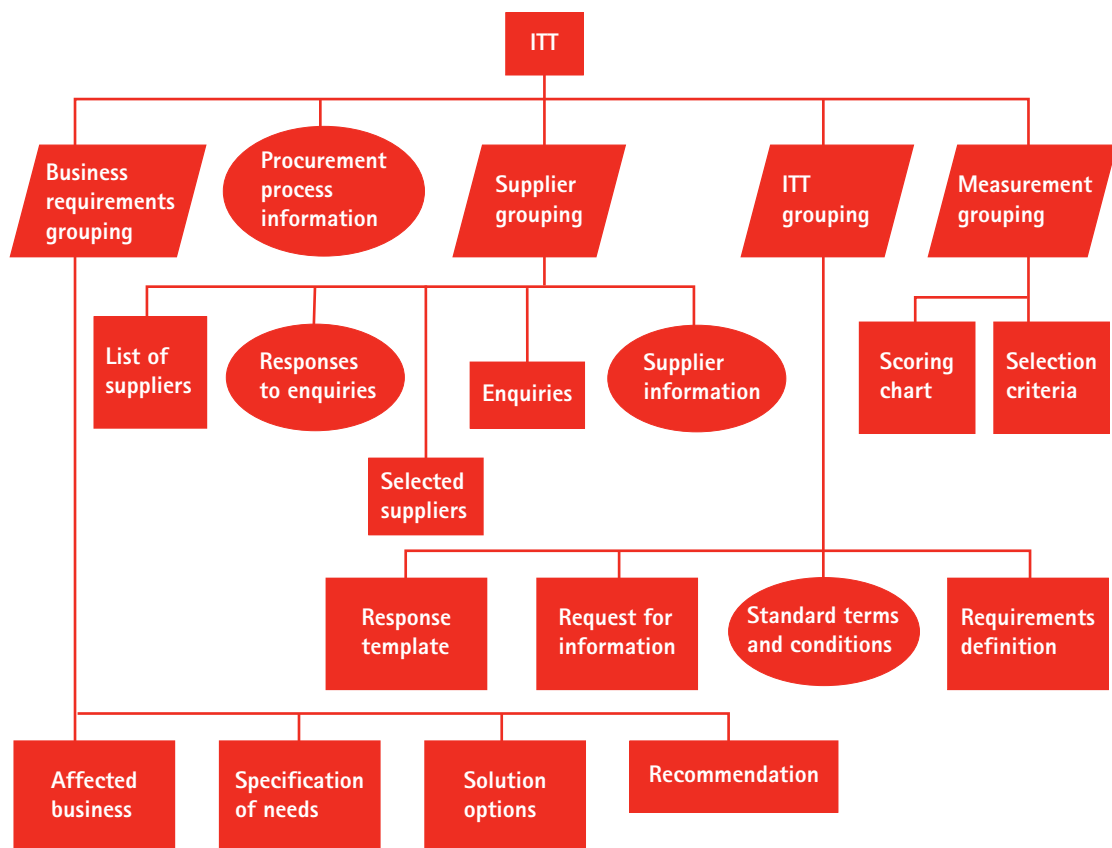 ITT
Business
requirements
grouping
Procurement
process
information
Supplier
grouping
ITT
grouping
Measurement
grouping
List of
suppliers
Responses
to enquiries
Selected
suppliers
Enquiries
Supplier
information
Scoring
chart
Selection
criteria
Response
template
Request for
information
Standard terms
and conditions
Requirements
definition
Affected
business
Specification
of needs
Solution
options
Recommendation